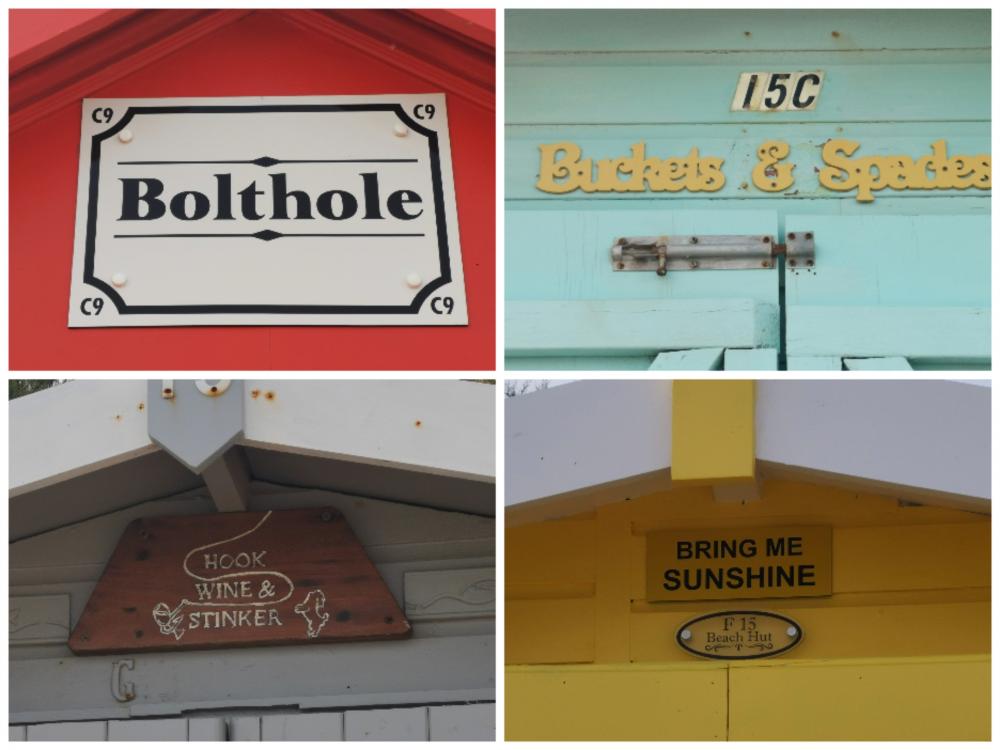 C9 C9
Bolthole
C9 C9
15C
Buckets & Spades
HOOK
WINE &
STINKER
G
BRING ME
SUNSHINE
F 15
Beach Hut